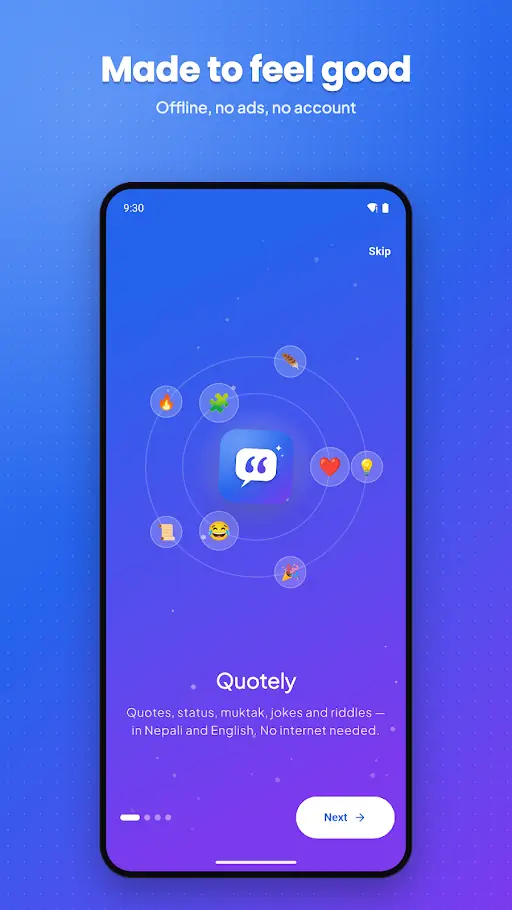 Made to feel good
Offline, no ads, no account
9:30
Skip
Quotely
Quotes, status, muktak, jokes and riddles —
in Nepali and English. No internet needed.
Next →